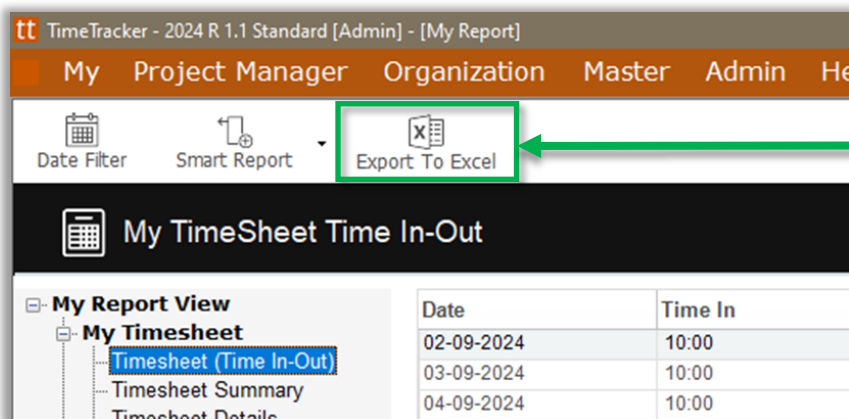 tt TimeTracker - 2024 R 1.1 Standard [Admin] - [My Report]
My Project Manager Organization Master Admin
Date Filter Smart Report Export To Excel
My TimeSheet Time In-Out
My Report View
My Timesheet
Timesheet (Time In-Out)
Timesheet Summary
Timesheet Details
Date Time In
02-09-2024 10:00
03-09-2024 10:00
04-09-2024 10:00